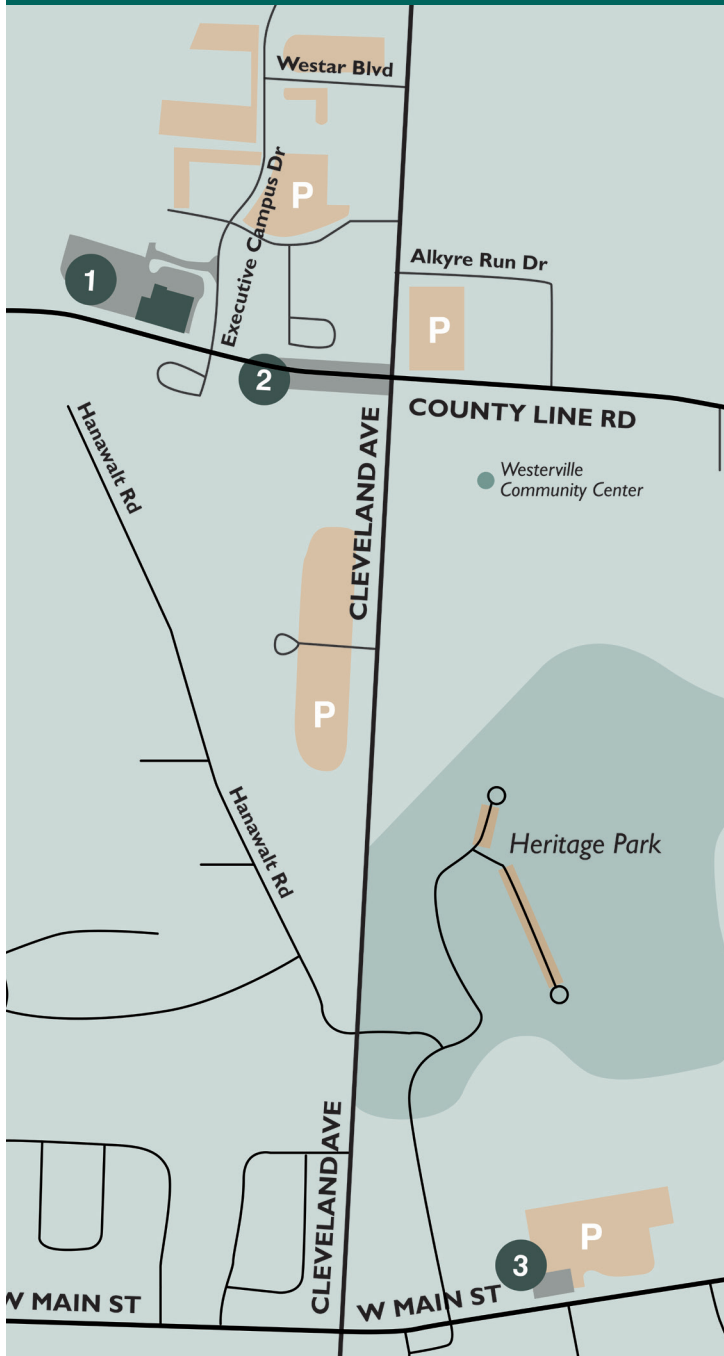 Westar Blvd
P
Executive Campus Dr
Alkyre Run Dr
1
P
2
COUNTY LINE RD
Hanawalt Rd
CLEVELAND AVE
Westerville
Community Center
P
Hanawalt Rd
Heritage Park
CLEVELAND AVE
P
3
W MAIN ST
W MAIN ST